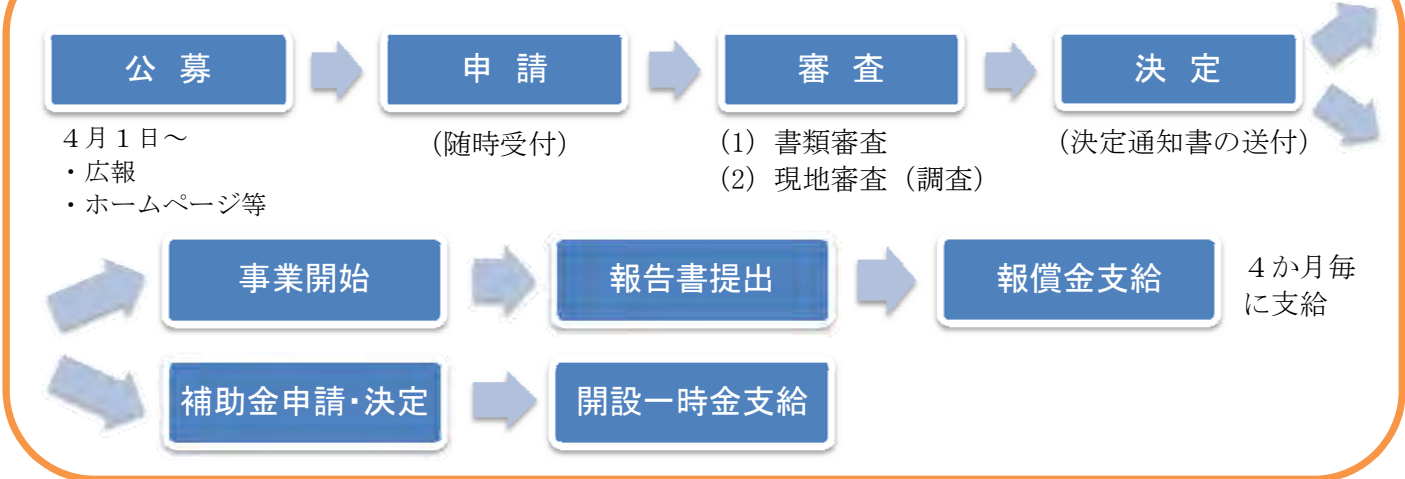 公 募
申 請
審 査
決 定
４月１日～
・広報
・ホームページ等
(随時受付)
(1) 書類審査
(2) 現地審査（調査）
(決定通知書の送付)
事業開始
報告書提出
報償金支給
４か月毎
に支給
補助金申請・決定
開設一時金支給